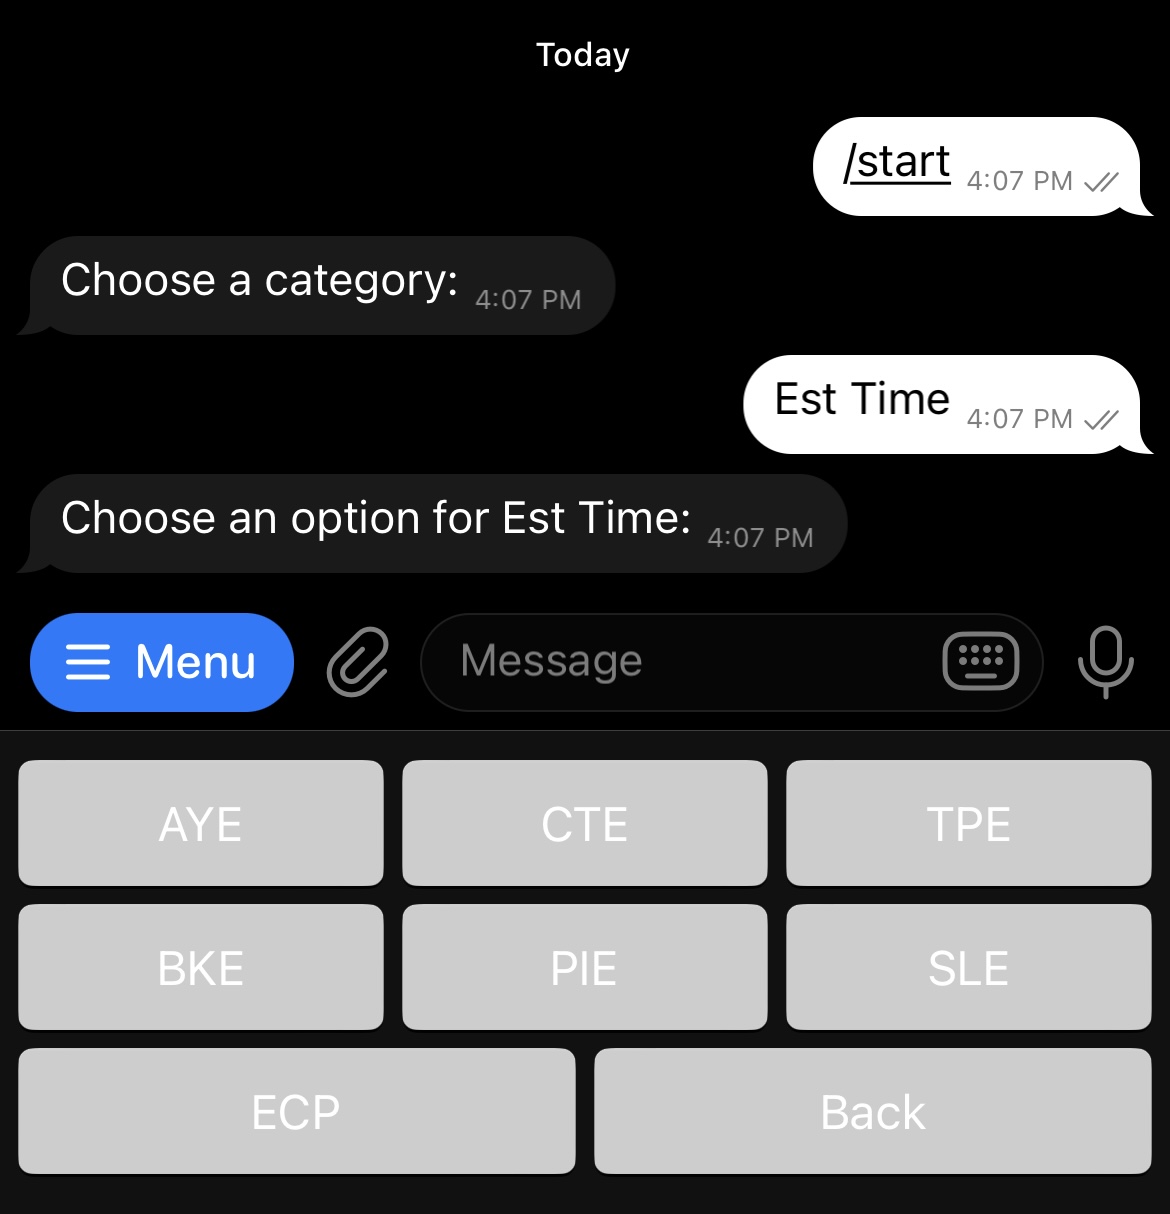 Today
/start 4:07 PM
Choose a category: 4:07 PM
Est Time 4:07 PM
Choose an option for Est Time: 4:07 PM
Menu Message
AYE CTE TPE
BKE PIE SLE
ECP Back